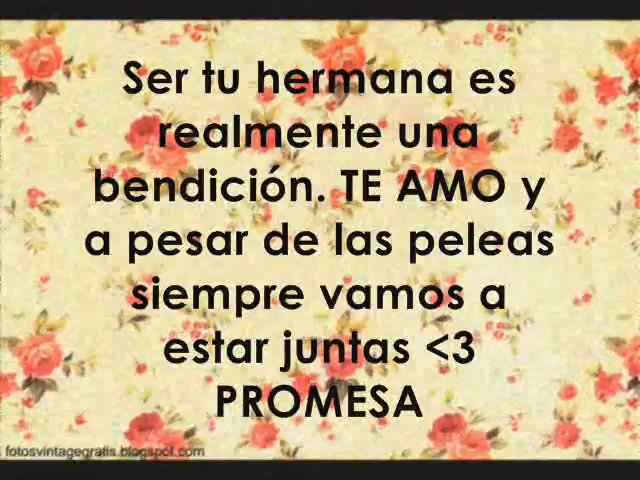 Ser tu hermana es
realmente una
bendición. TE AMO y
a pesar de las peleas
siempre vamos a
estar juntas <3
PROMESA
fotosvintagegratis.blogspot.com